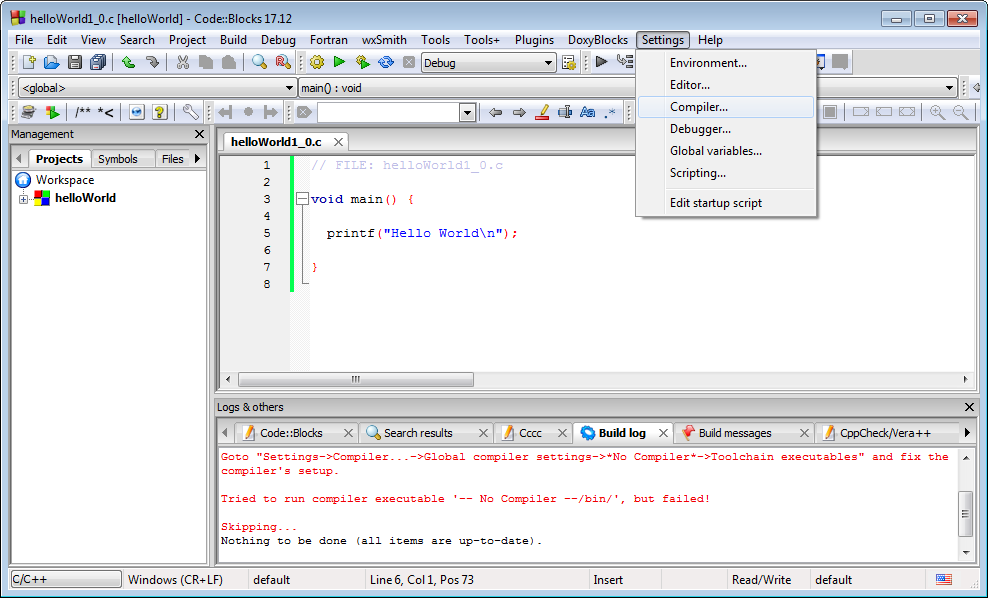 helloWorld1_0.c [helloWorld] - Code::Blocks 17.12
File Edit View Search Project Build Debug Fortran wxSmith Tools Tools+ Plugins DoxyBlocks Settings Help
Debug
<global>
main() : void
/** *<
Aa .*
Environment...
Editor...
Compiler...
Debugger...
Global variables...
Scripting...
Edit startup script
Management
Projects Symbols Files
Workspace
helloWorld
helloWorld1_0.c
1 // FILE: helloWorld1_0.c
2
3 void main() {
4
5 printf("Hello World\n");
6
7 }
8
Logs & others
Code::Blocks Search results Cccc Build log Build messages CppCheck/Vera++
Goto "Settings->Compiler...->Global compiler settings->*No Compiler*->Toolchain executables" and fix the
compiler's setup.
Tried to run compiler executable '-- No Compiler --/bin/', but failed!
Skipping...
Nothing to be done (all items are up-to-date).
C/C++ Windows (CR+LF) default Line 6, Col 1, Pos 73 Insert Read/Write default